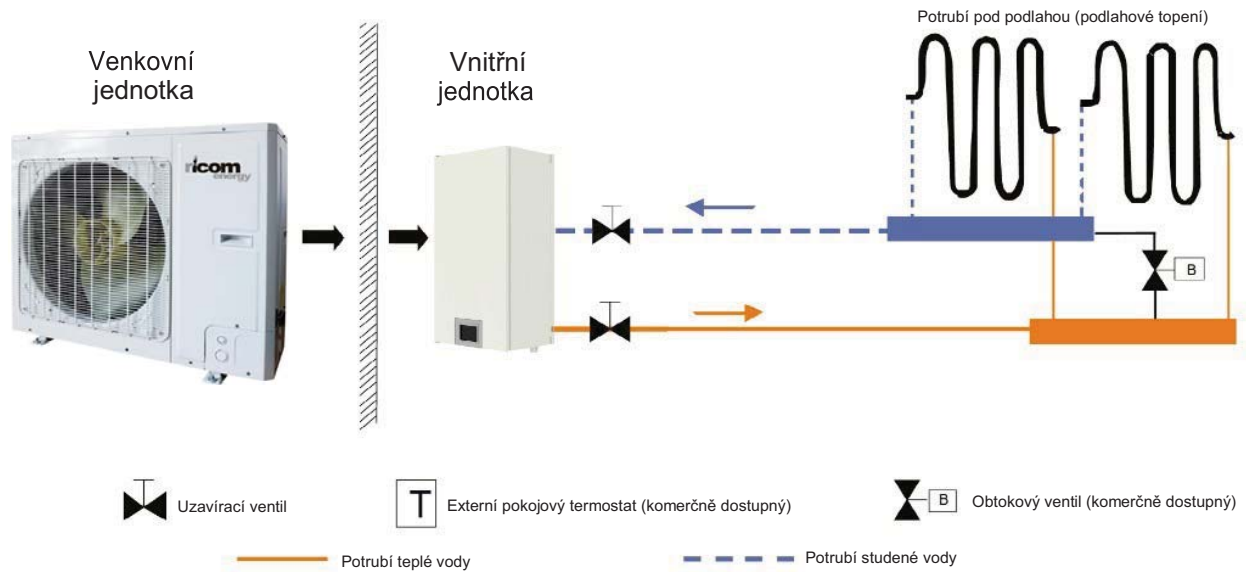 Potrubí pod podlahou (podlahové topení)
Venkovní
jednotka
Vnitřní
jednotka
ricom
energy
B
Uzavírací ventil
T
Externí pokojový termostat (komerčně dostupný)
B
Obtokový ventil (komerčně dostupný)
Potrubí teplé vody
Potrubí studené vody